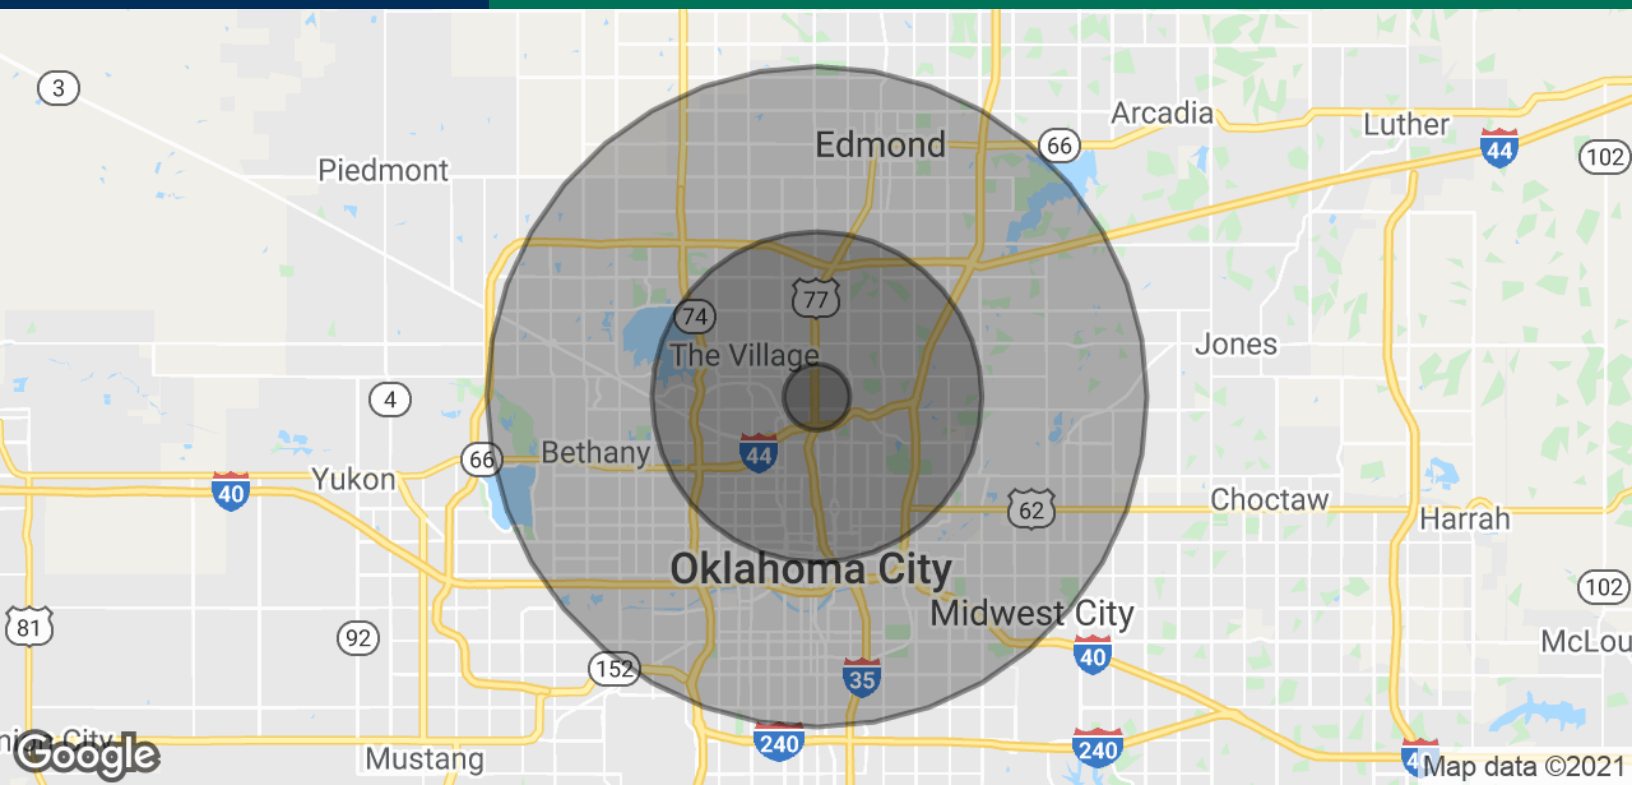 3
Arcadia
Luther
Edmond
66
44
102
Piedmont
77
74
Jones
The Village
4
Bethany
44
66
Yukon
40
Choctaw
62
Harrah
Oklahoma City
102
Midwest City
81
92
McLou
40
152
35
240
240
Mustang
Google
Map data ©2021